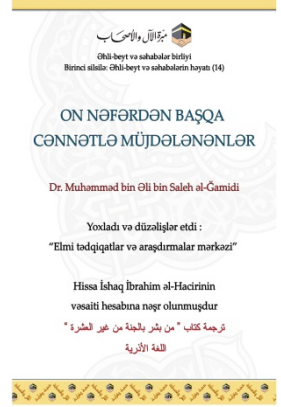 مبرة الآل والأصحاب
Əhli-beyt və səhabələr birliyi
Birinci silsilə: Əhli-beyt və səhabələrin həyatı (14)
ON NƏFƏRDƏN BAŞQA
CƏNNƏTLƏ MÜJDƏLƏNƏNLƏR
Dr. Muhəmməd bin Əli bin Saleh əl-Ğamidi
Yoxladı və düzəlişlər etdi :
“Elmi tədqiqatlar və araşdırmalar mərkəzi”
Hissa İshaq İbrahim əl-Hacirinin
vəsaiti hesabına nəşr olunmuşdur
ترجمة كتاب " من بشر بالجنة من غير العشرة "
اللغة الأذرية